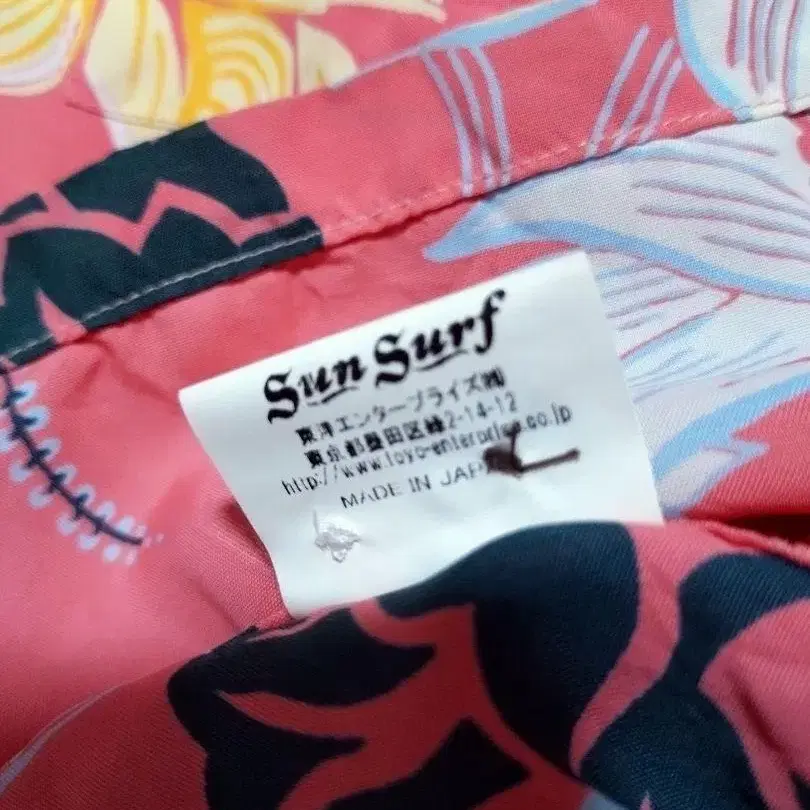 Sun Surf
東洋エンタープライズ㈱
東京都墨田区緑2-14-12
http://www.toyo-enterprise.co.jp
MADE IN JAPAN